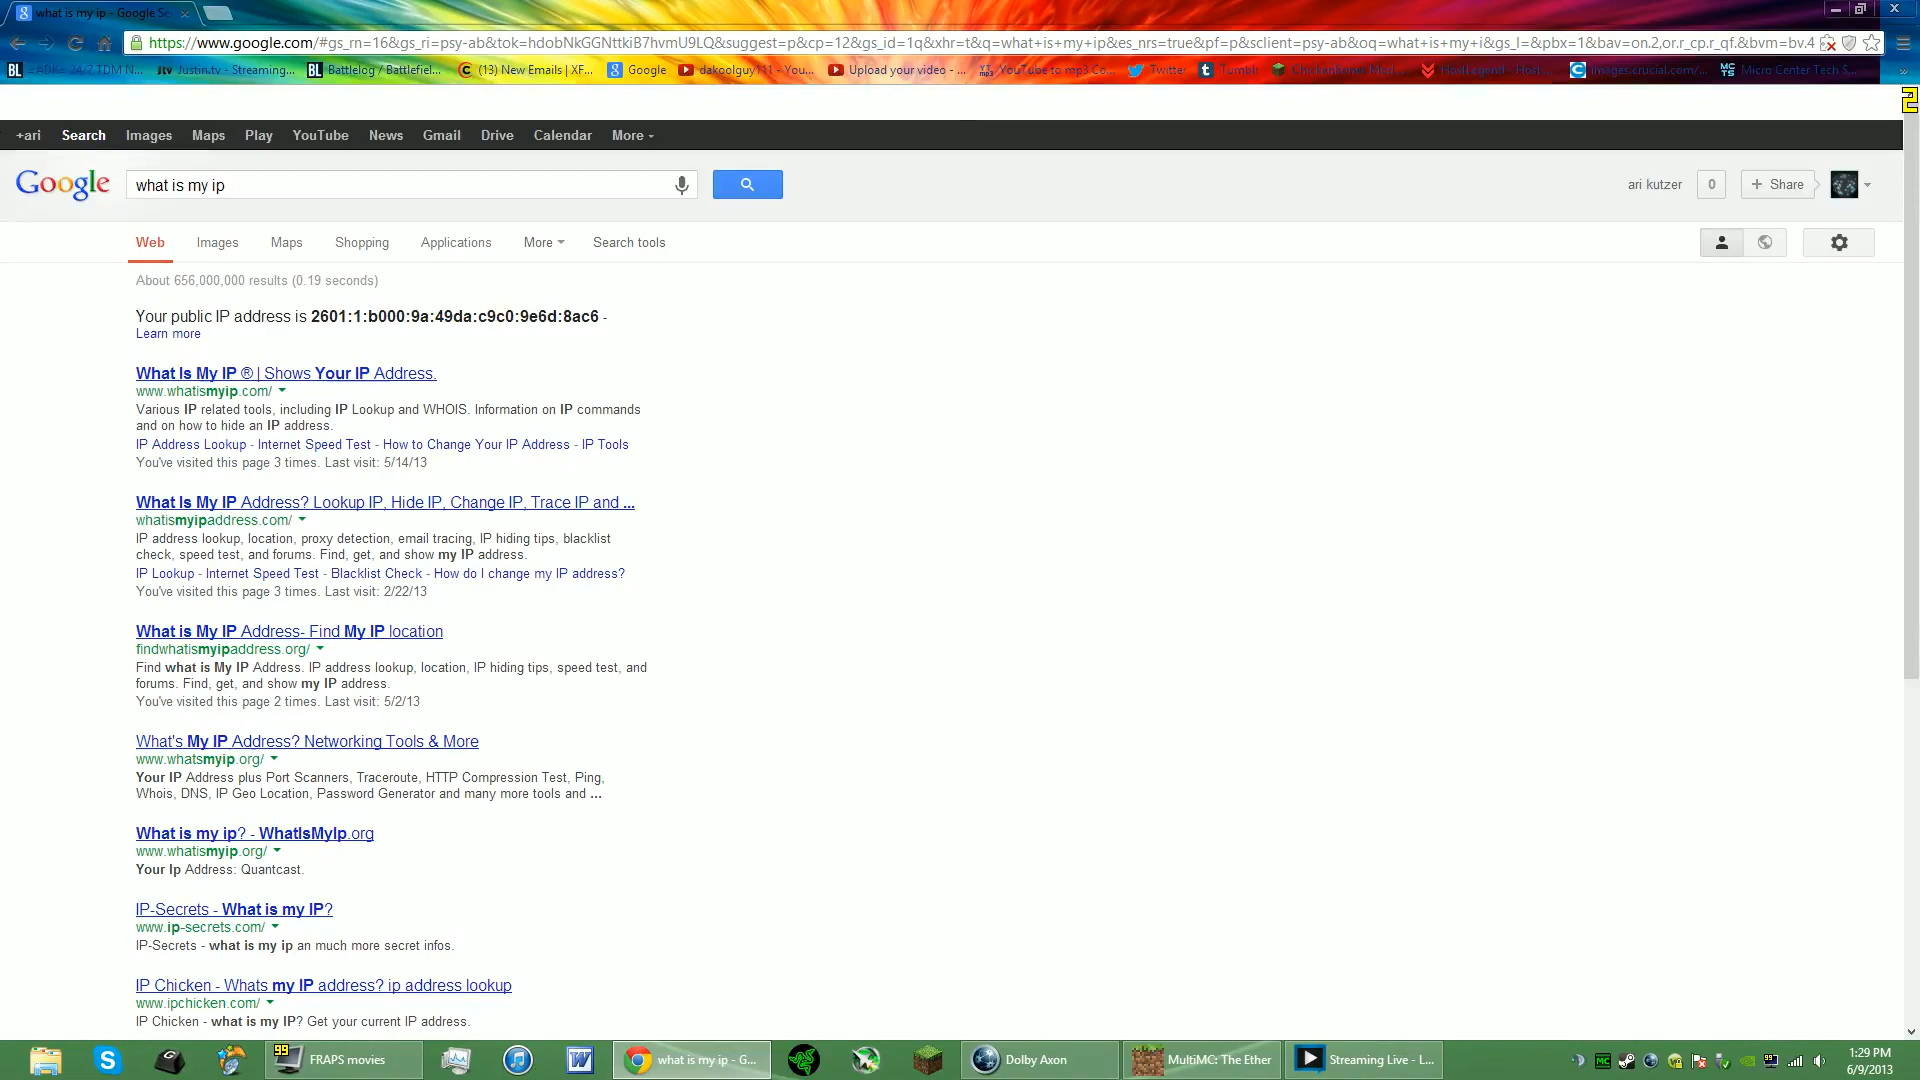 what is my ip - Google Se
https://www.google.com/#gs_rn=16&gs_ri=psy-ab&tok=hdobNkGGNttkiB7hvmU9LQ&suggest=p&cp=12&gs_id=1q&xhr=t&q=what+is+my+ip&es_nrs=true&pf=p&sclient=psy-ab&oq=what+is+my+i&gs_l=&pbx=1&bav=on.2,or.r_cp.r_qf.&bvm=bv.4
BL =ADK= 24/7 TDM N... jtv Justin.tv - Streaming... BL Battlelog / Battlefiel... (13) New Emails | XF... Google dakoolguy111 - You... Upload your video - ... YouTube to mp3 Co... Twitter Tumblr Host - ... images.crucial.com/... Micro Center Tech S...
2
+ari Search Images Maps Play YouTube News Gmail Drive Calendar More
Google what is my ip ari kutzer 0 + Share
Web Images Maps Shopping Applications More Search tools
About 656,000,000 results (0.19 seconds)
Your public IP address is 2601:1:b000:9a:49da:c9c0:9e6d:8ac6 -
Learn more
What Is My IP ® | Shows Your IP Address.
www.whatismyip.com/
Various IP related tools, including IP Lookup and WHOIS. Information on IP commands
and on how to hide an IP address.
IP Address Lookup - Internet Speed Test - How to Change Your IP Address - IP Tools
You've visited this page 3 times. Last visit: 5/14/13
What Is My IP Address? Lookup IP, Hide IP, Change IP, Trace IP and ...
whatismyipaddress.com/
IP address lookup, location, proxy detection, email tracing, IP hiding tips, blacklist
check, speed test, and forums. Find, get, and show my IP address.
IP Lookup - Internet Speed Test - Blacklist Check - How do I change my IP address?
You've visited this page 3 times. Last visit: 2/22/13
What is My IP Address- Find My IP location
findwhatismyipaddress.org/
Find what is My IP Address. IP address lookup, location, IP hiding tips, speed test, and
forums. Find, get, and show my IP address.
You've visited this page 2 times. Last visit: 5/2/13
What's My IP Address? Networking Tools & More
www.whatsmyip.org/
Your IP Address plus Port Scanners, Traceroute, HTTP Compression Test, Ping,
Whois, DNS, IP Geo Location, Password Generator and many more tools and ...
What is my ip? - WhatIsMyIp.org
www.whatismyip.org/
Your Ip Address: Quantcast.
IP-Secrets - What is my IP?
www.ip-secrets.com/
IP-Secrets - what is my ip an much more secret infos.
IP Chicken - Whats my IP address? ip address lookup
www.ipchicken.com/
IP Chicken - what is my IP? Get your current IP address.
99 FRAPS movies what is my ip - G... Dolby Axon MultiMC: The Ether Streaming Live - L... 1:29 PM
6/9/2013